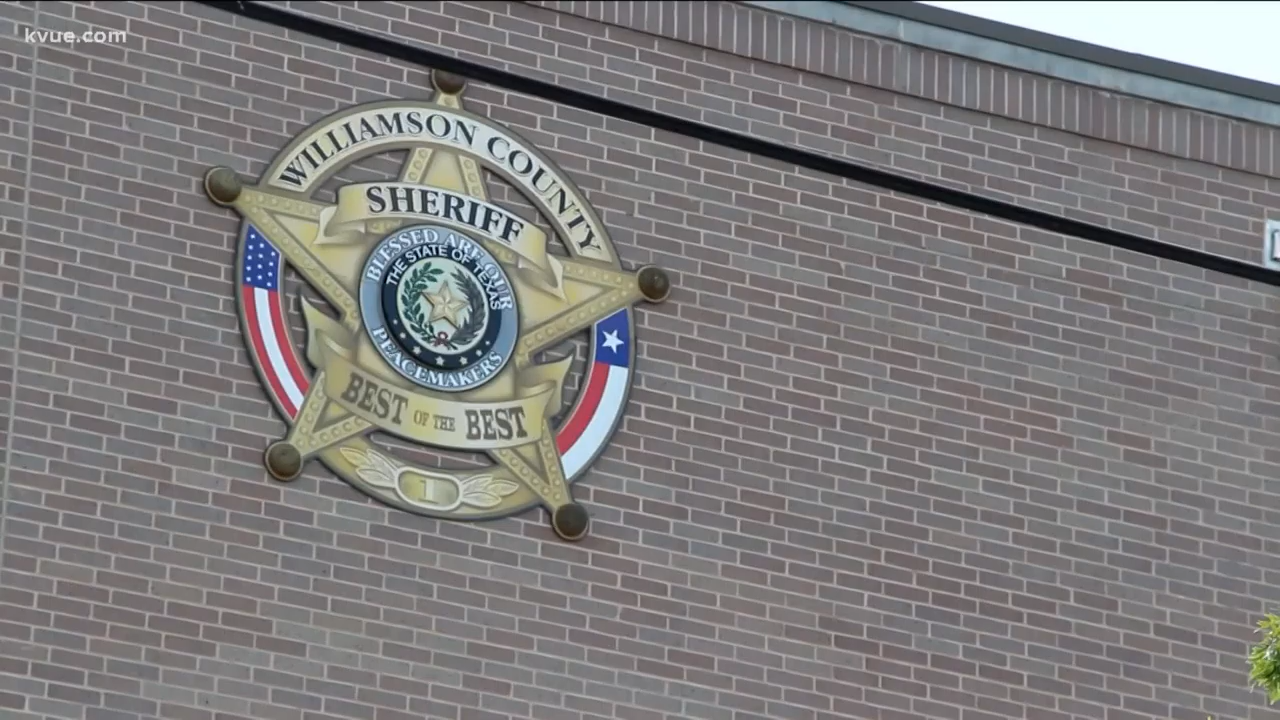 kvue.com
WILLIAMSON COUNTY
SHERIFF
BLESSED ARE OUR
THE STATE OF TEXAS
PEACEMAKERS
BEST OF THE BEST
1